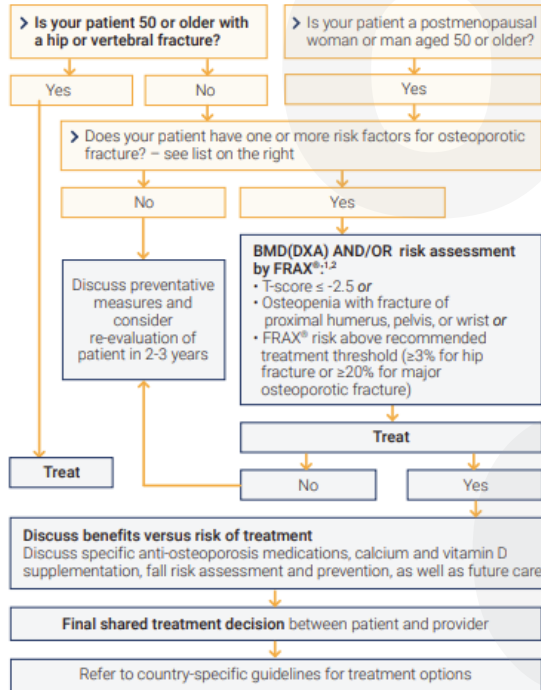 > Is your patient 50 or older with
a hip or vertebral fracture?
> Is your patient a postmenopausal
woman or man aged 50 or older?
Yes
No
Yes
> Does your patient have one or more risk factors for osteoporotic
fracture? – see list on the right
No
Yes
Discuss preventative
measures and
consider
re-evaluation of
patient in 2-3 years
BMD(DXA) AND/OR risk assessment
by FRAX®:1,2
• T-score ≤ -2.5 or
• Osteopenia with fracture of
proximal humerus, pelvis, or wrist or
• FRAX® risk above recommended
treatment threshold (≥3% for hip
fracture or ≥20% for major
osteoporotic fracture)
Treat
Treat
No
Yes
Discuss benefits versus risk of treatment
Discuss specific anti-osteoporosis medications, calcium and vitamin D
supplementation, fall risk assessment and prevention, as well as future care
Final shared treatment decision between patient and provider
Refer to country-specific guidelines for treatment options